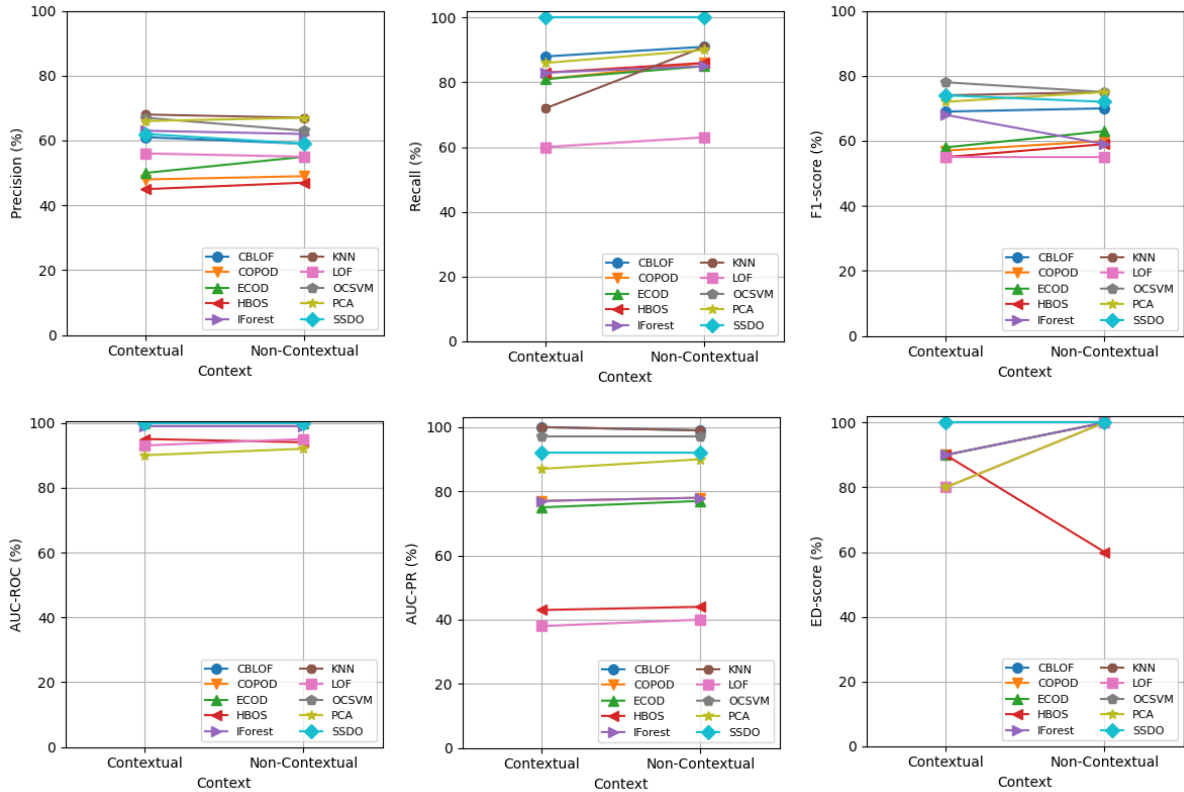 100
80
60
40
20
0
Precision (%)
CBLOF KNN
COPOD LOF
ECOD OCSVM
HBOS PCA
IForest SSDO
Contextual Non-Contextual
Context
100
80
60
40
20
0
Recall (%)
CBLOF KNN
COPOD LOF
ECOD OCSVM
HBOS PCA
IForest SSDO
Contextual Non-Contextual
Context
100
80
60
40
20
0
F1-score (%)
CBLOF KNN
COPOD LOF
ECOD OCSVM
HBOS PCA
IForest SSDO
Contextual Non-Contextual
Context
100
80
60
40
20
0
AUC-ROC (%)
CBLOF KNN
COPOD LOF
ECOD OCSVM
HBOS PCA
IForest SSDO
Contextual Non-Contextual
Context
100
80
60
40
20
0
AUC-PR (%)
CBLOF KNN
COPOD LOF
ECOD OCSVM
HBOS PCA
IForest SSDO
Contextual Non-Contextual
Context
100
80
60
40
20
0
ED-score (%)
CBLOF KNN
COPOD LOF
ECOD OCSVM
HBOS PCA
IForest SSDO
Contextual Non-Contextual
Context